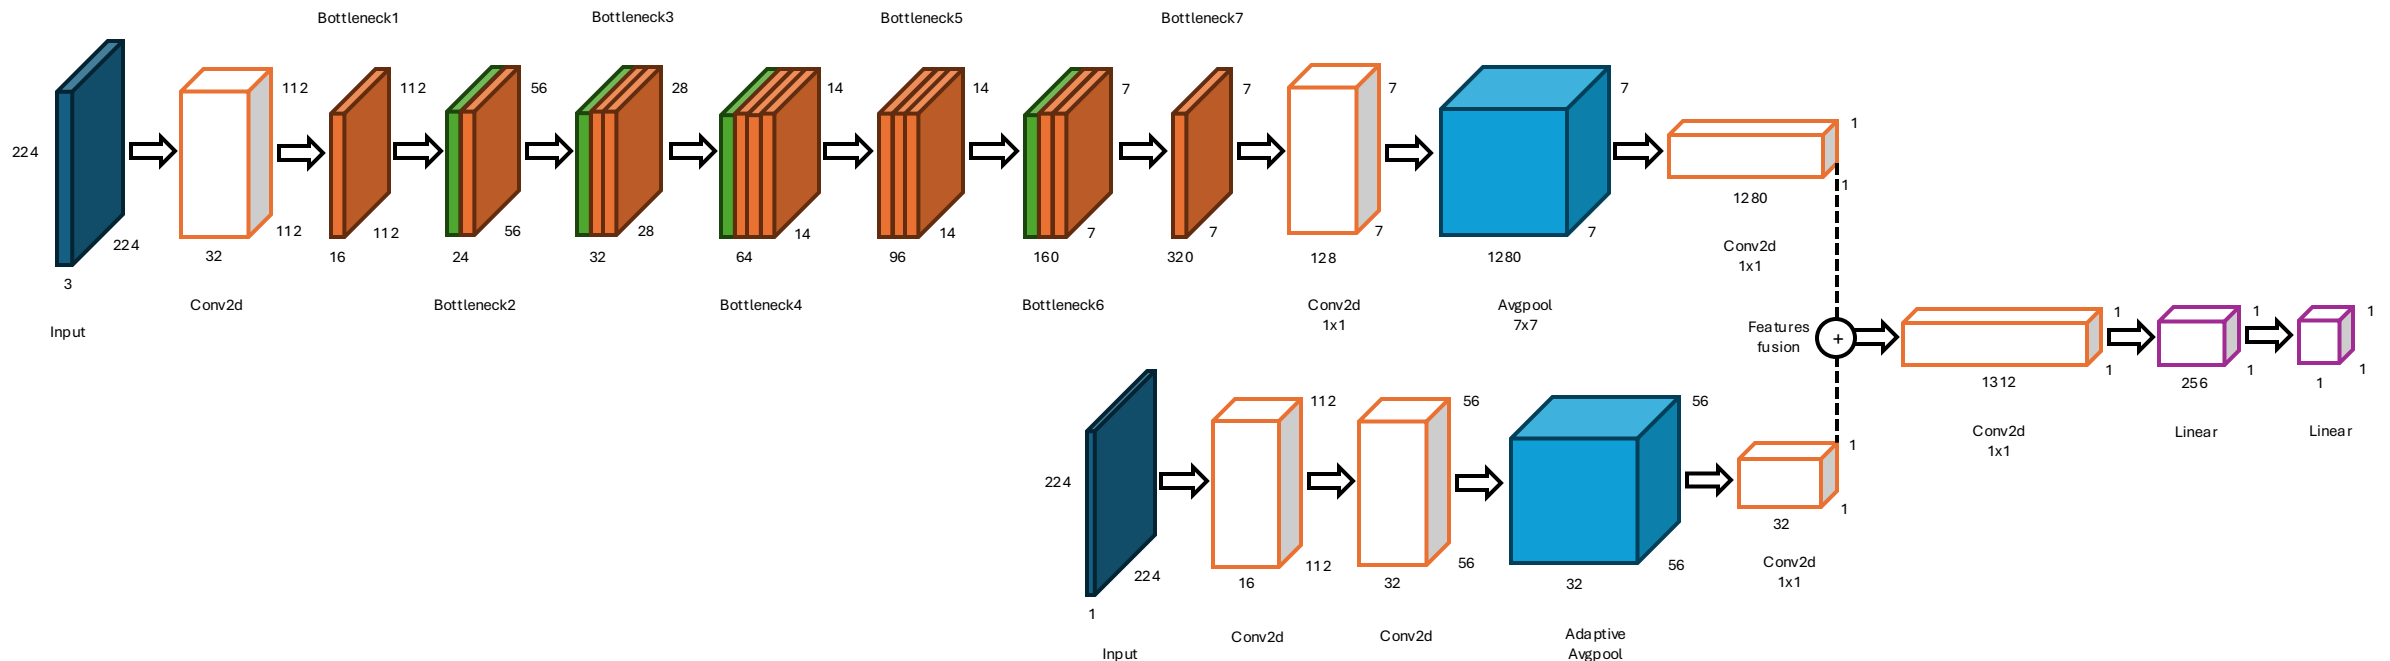 Bottleneck1
Bottleneck3
Bottleneck5
Bottleneck7
224
224
3
Input
112
112
32
Conv2d
112
112
16
56
56
24
Bottleneck2
28
28
32
14
14
64
Bottleneck4
14
14
96
7
7
160
Bottleneck6
7
7
320
7
7
128
Conv2d
1x1
7
7
1280
Avgpool
7x7
1
1
1280
Conv2d
1x1
Features
fusion
+
1
1
1312
Conv2d
1x1
1
1
256
Linear
1
1
1
Linear
224
224
1
Input
112
112
16
Conv2d
56
56
32
Conv2d
56
56
32
Adaptive
Avgpool
1
1
32
Conv2d
1x1